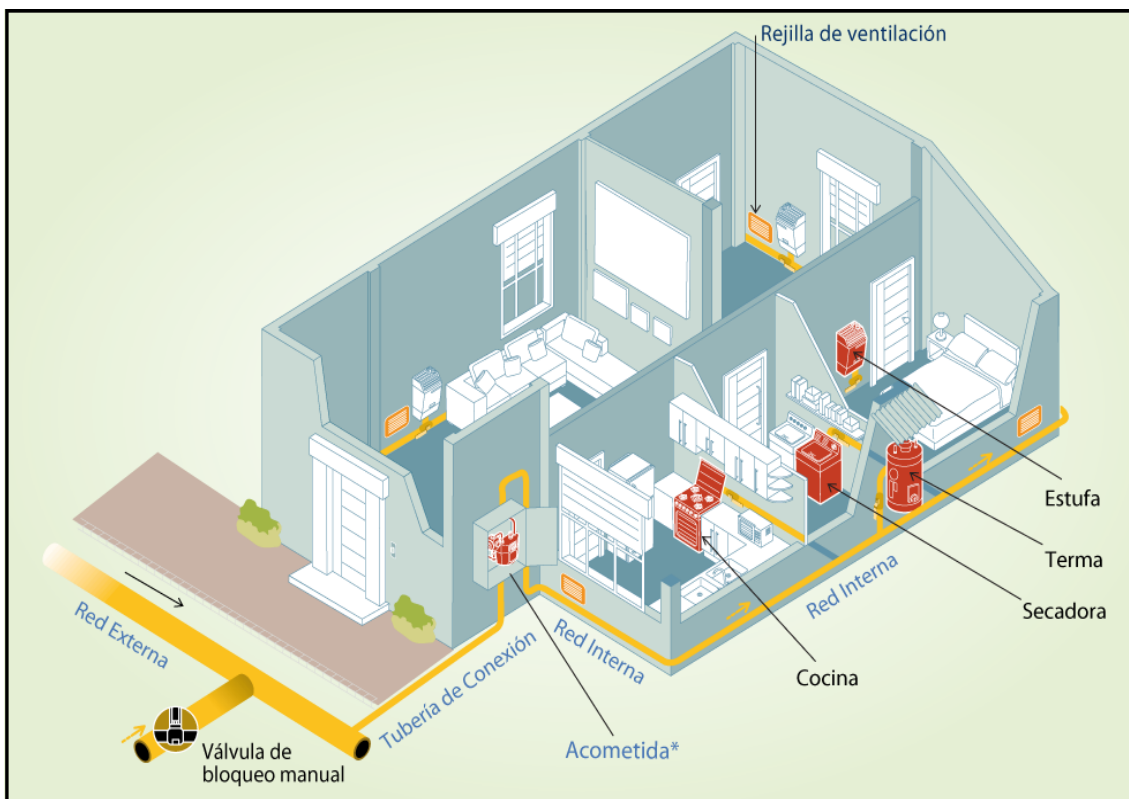 Rejilla de ventilación
Estufa
Terma
Secadora
Red Interna
Cocina
Red Interna
Acometida*
Tubería de Conexión
Red Externa
Válvula de
bloqueo manual